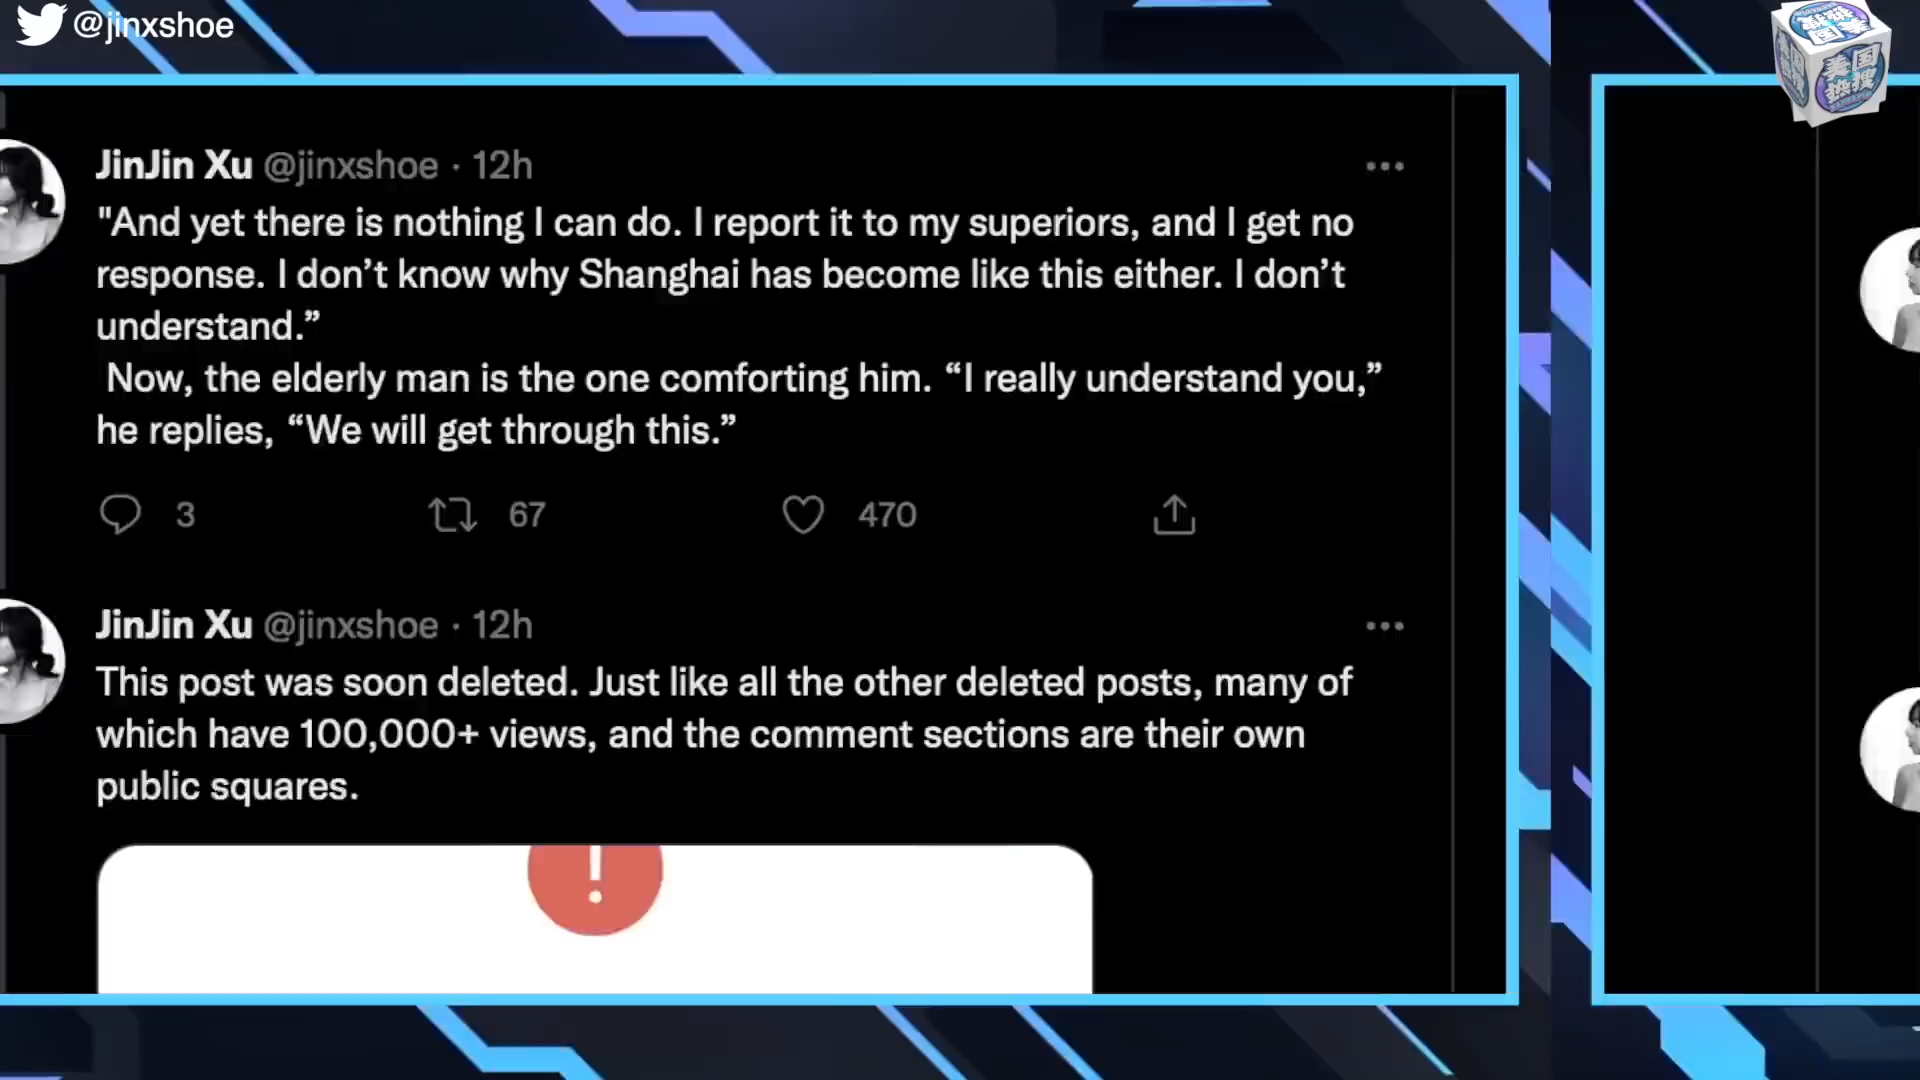 @jinxshoe
美国
热搜
JinJin Xu @jinxshoe · 12h
"And yet there is nothing I can do. I report it to my superiors, and I get no
response. I don’t know why Shanghai has become like this either. I don’t
understand.”
Now, the elderly man is the one comforting him. “I really understand you,”
he replies, “We will get through this.”
3 67 470
JinJin Xu @jinxshoe · 12h
This post was soon deleted. Just like all the other deleted posts, many of
which have 100,000+ views, and the comment sections are their own
public squares.
!